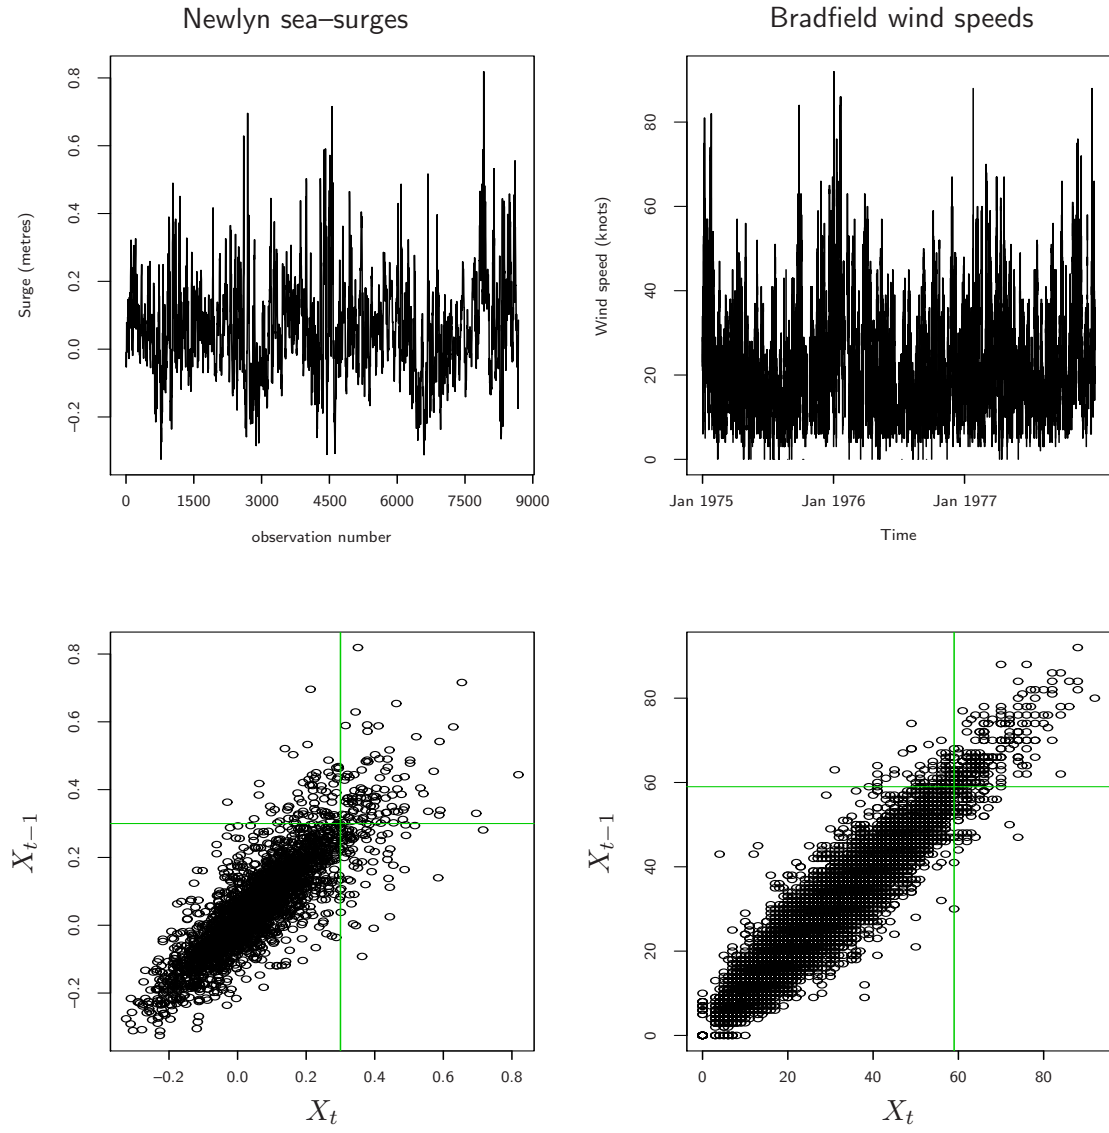 Newlyn sea–surges
Bradfield wind speeds
Surge (metres)
0.8
0.6
0.4
0.2
0.0
−0.2
0 1500 3000 4500 6000 7500 9000
observation number
Wind speed (knots)
80
60
40
20
0
Jan 1975 Jan 1976 Jan 1977
Time
X_{t−1}
0.8
0.6
0.4
0.2
0.0
−0.2
−0.2 0.0 0.2 0.4 0.6 0.8
X_t
X_{t−1}
80
60
40
20
0
0 20 40 60 80
X_t